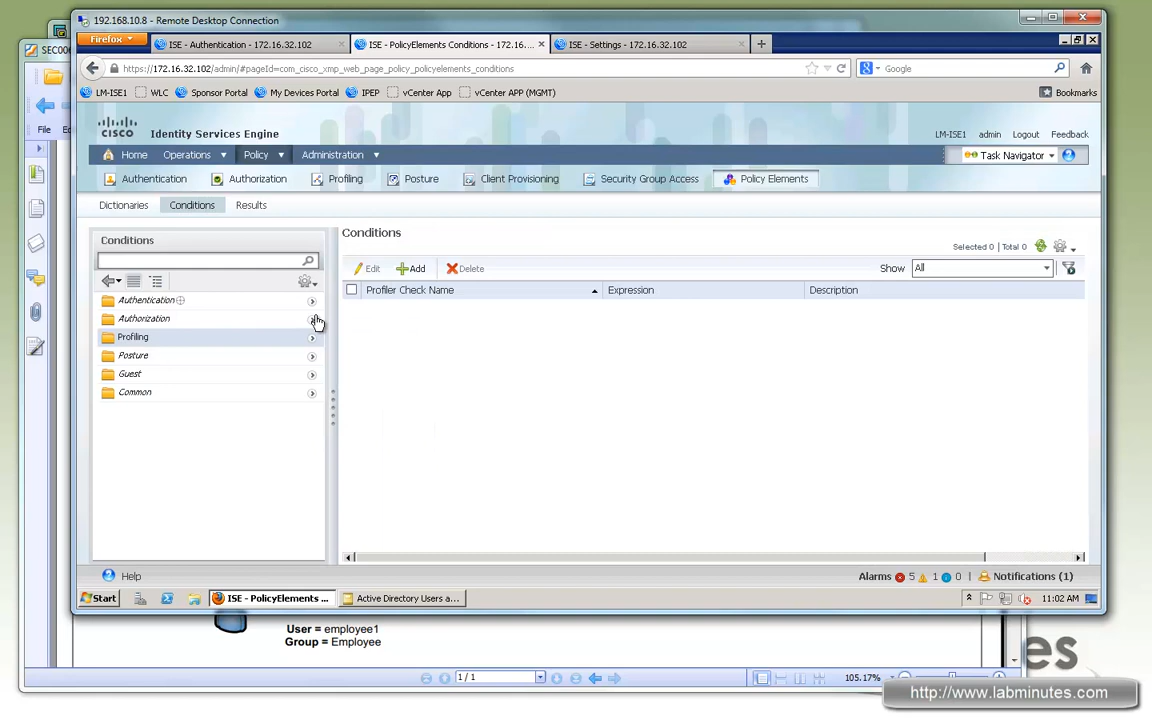 192.168.10.8 - Remote Desktop Connection
SEC00
Firefox
ISE - Authentication - 172.16.32.102
ISE - PolicyElements Conditions - 172.16....
ISE - Settings - 172.16.32.102
https://172.16.32.102/admin/#pageId=com_cisco_xmp_web_page_policy_policyelements_conditions
Google
LM-ISE1
WLC
Sponsor Portal
My Devices Portal
IPEP
vCenter App
vCenter APP (MGMT)
Bookmarks
File
CISCO
Identity Services Engine
LM-ISE1
admin
Logout
Feedback
Home
Operations
Policy
Administration
Task Navigator
Authentication
Authorization
Profiling
Posture
Client Provisioning
Security Group Access
Policy Elements
Dictionaries
Conditions
Results
Conditions
Conditions
Selected 0 | Total 0
Edit
Add
Delete
Show
All
Profiler Check Name
Expression
Description
Authentication
Authorization
Profiling
Posture
Guest
Common
Help
Alarms 5 1 0
Notifications (1)
Start
ISE - PolicyElements ...
Active Directory Users a...
11:02 AM
User = employee1
Group = Employee
es
1 / 1
105.17%
http://www.labminutes.com